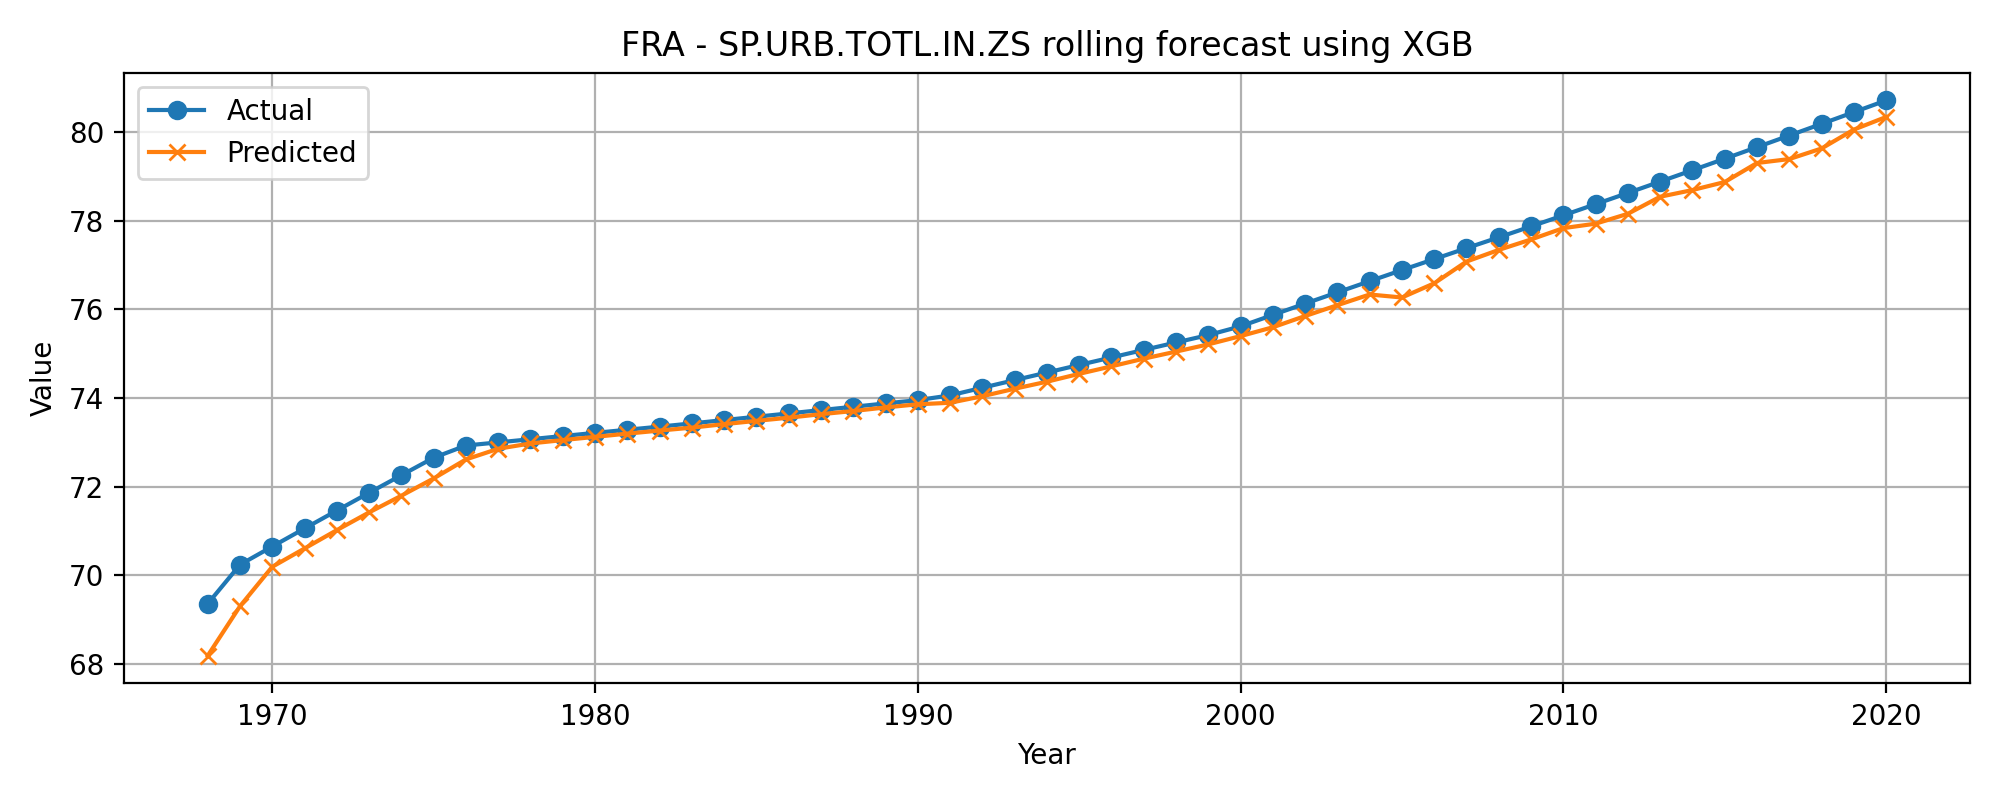 FRA - SP.URB.TOTL.IN.ZS rolling forecast using XGB
Actual
Predicted
80
78
76
74
72
70
68
Value
1970 1980 1990 2000 2010 2020
Year